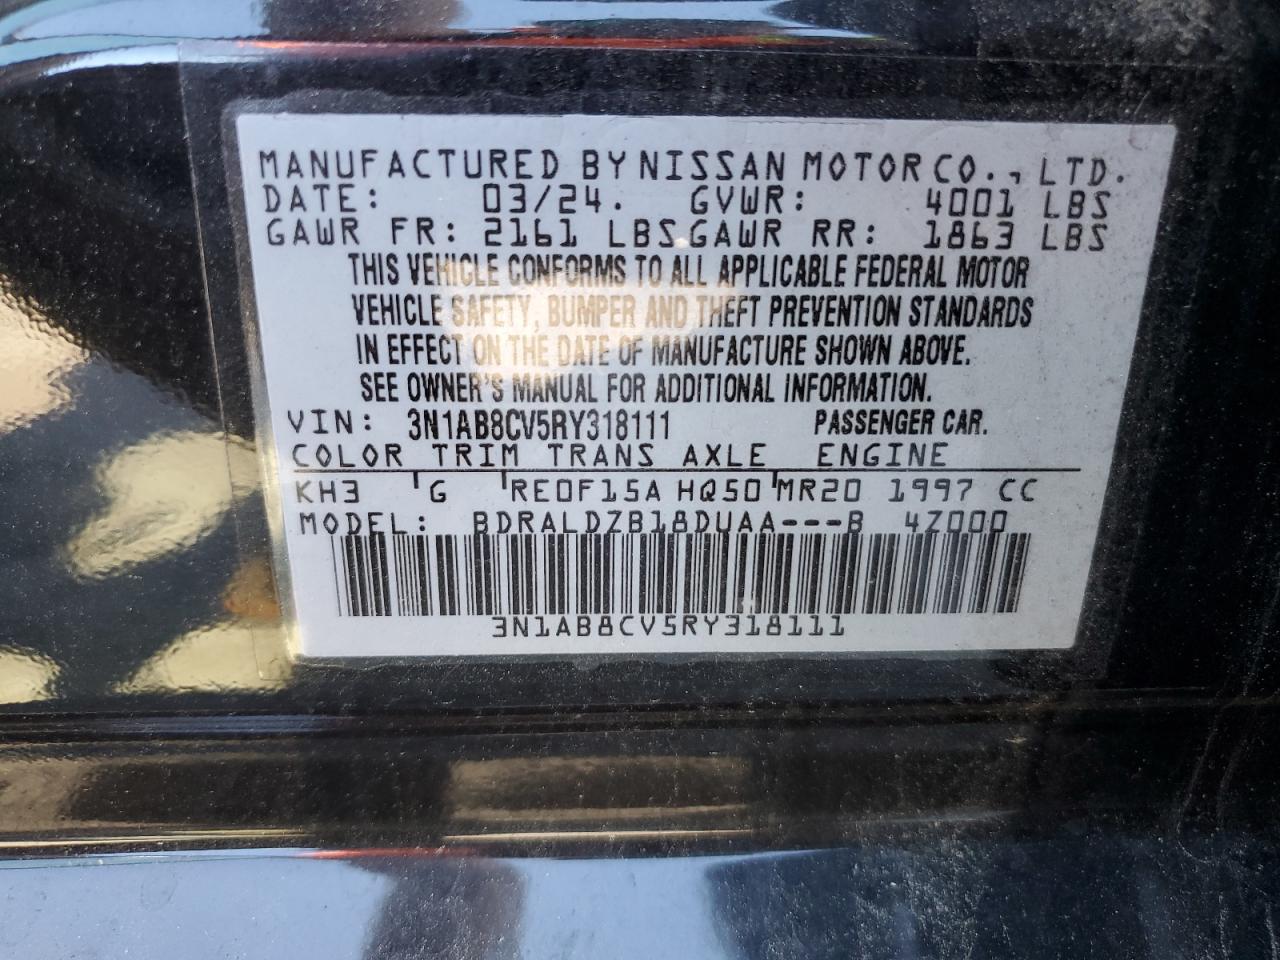 MANUFACTURED BY NISSAN MOTOR CO., LTD.
DATE: 03/24. GVWR: 4001 LBS
GAWR FR: 2161 LBS GAWR RR: 1863 LBS
THIS VEHICLE CONFORMS TO ALL APPLICABLE FEDERAL MOTOR
VEHICLE SAFETY, BUMPER AND THEFT PREVENTION STANDARDS
IN EFFECT ON THE DATE OF MANUFACTURE SHOWN ABOVE.
SEE OWNER'S MANUAL FOR ADDITIONAL INFORMATION.
VIN: 3N1AB8CV5RY318111 PASSENGER CAR.
COLOR TRIM TRANS AXLE ENGINE
KH3 G RE0F15A HQ50 MR20 1997 CC
MODEL: BDRALDZB18DUAA---B 4Z000
3N1AB8CV5RY318111